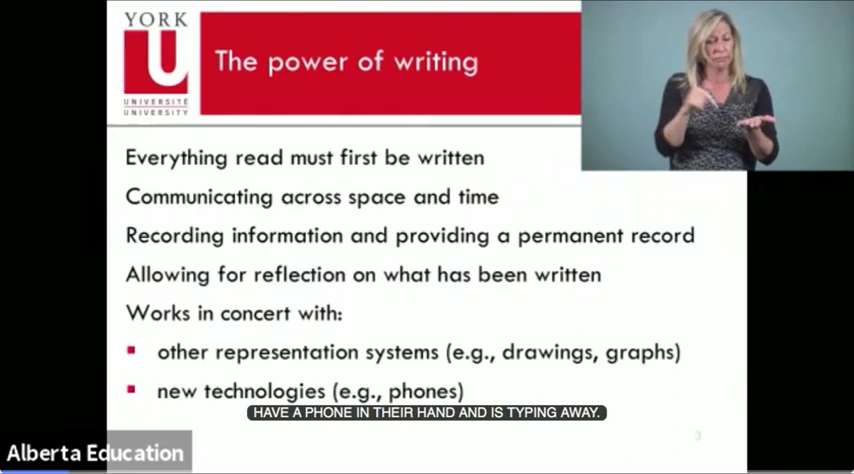 YORK
U
UNIVERSITÉ
UNIVERSITY
The power of writing
Everything read must first be written
Communicating across space and time
Recording information and providing a permanent record
Allowing for reflection on what has been written
Works in concert with:
▪ other representation systems (e.g., drawings, graphs)
▪ new technologies (e.g., phones)
HAVE A PHONE IN THEIR HAND AND IS TYPING AWAY.
3
Alberta Education